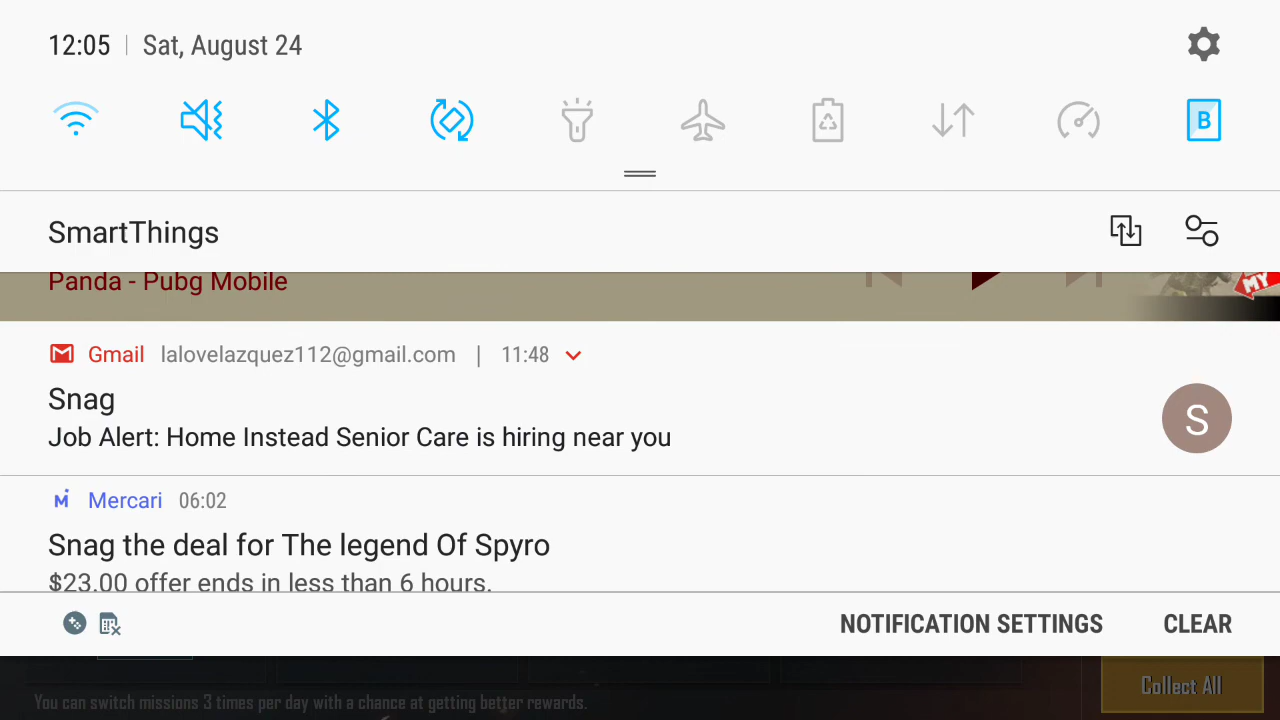 12:05 | Sat, August 24
B
SmartThings
Panda - Pubg Mobile
MY
Gmail lalovelazquez112@gmail.com | 11:48
Snag
Job Alert: Home Instead Senior Care is hiring near you
S
Mercari 06:02
Snag the deal for The legend Of Spyro
$23.00 offer ends in less than 6 hours.
NOTIFICATION SETTINGS CLEAR
You can switch missions 3 times per day with a chance at getting better rewards.
Collect All